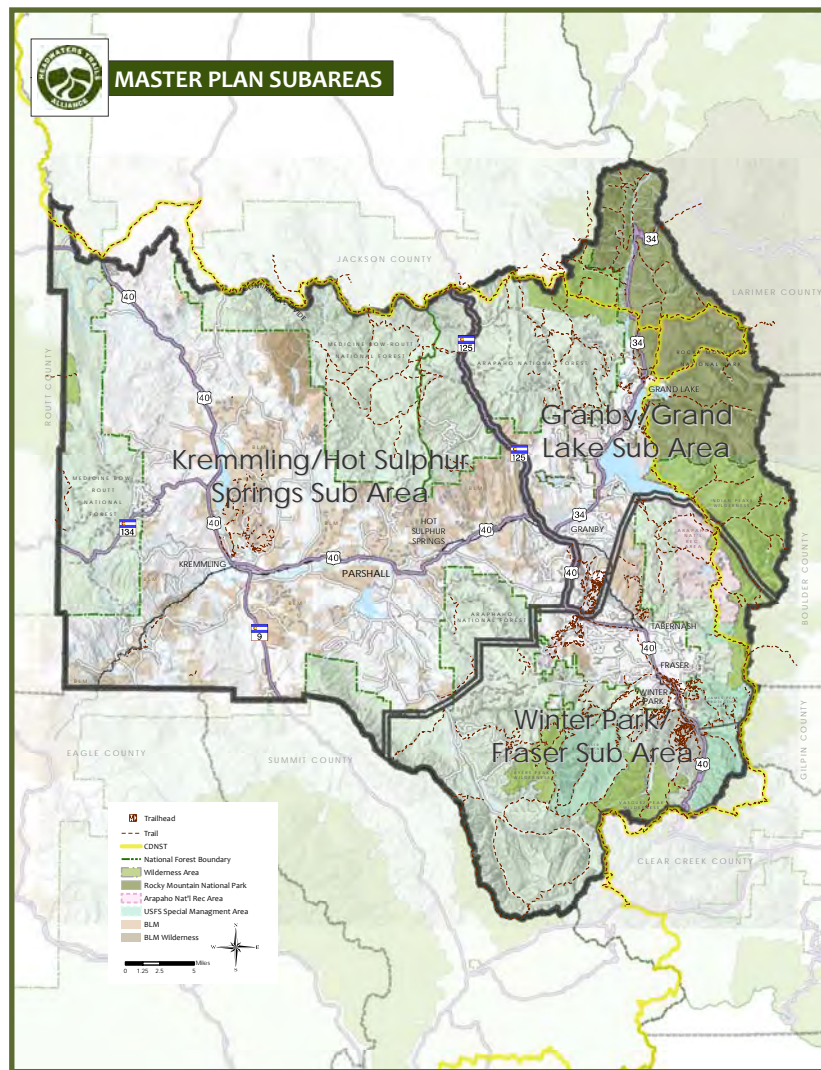 HEADWATERS TRAILS
ALLIANCE
MASTER PLAN SUBAREAS
34
JACKSON COUNTY
LARIMER COUNTY
40
125
MEDICINE BOW-ROUTT
NATIONAL FOREST
ARAPAHO NATIONAL FOREST
34
ROUTT COUNTY
GRAND LAKE
40
Granby/Grand
Lake Sub Area
Kremmling/Hot Sulphur
Springs Sub Area
125
MEDICINE BOW
ROUTT
NATIONAL
FOREST
134
40
HOT
SULPHUR
SPRINGS
40
34
GRANBY
INDIAN PEAKS
WILDERNESS
KREMMLING
40
PARSHALL
40
BOULDER COUNTY
9
ARAPAHO
NATIONAL FOREST
TABERNASH
40
FRASER
WINTER
PARK
Winter Park/
Fraser Sub Area
40
BLM
EAGLE COUNTY
SUMMIT COUNTY
GILPIN COUNTY
CLEAR CREEK COUNTY
Trailhead
Trail
CDNST
National Forest Boundary
Wilderness Area
Rocky Mountain National Park
Arapaho Nat'l Rec Area
USFS Special Managment Area
BLM
BLM Wilderness
N
W
E
S
Miles
0 1.25 2.5 5